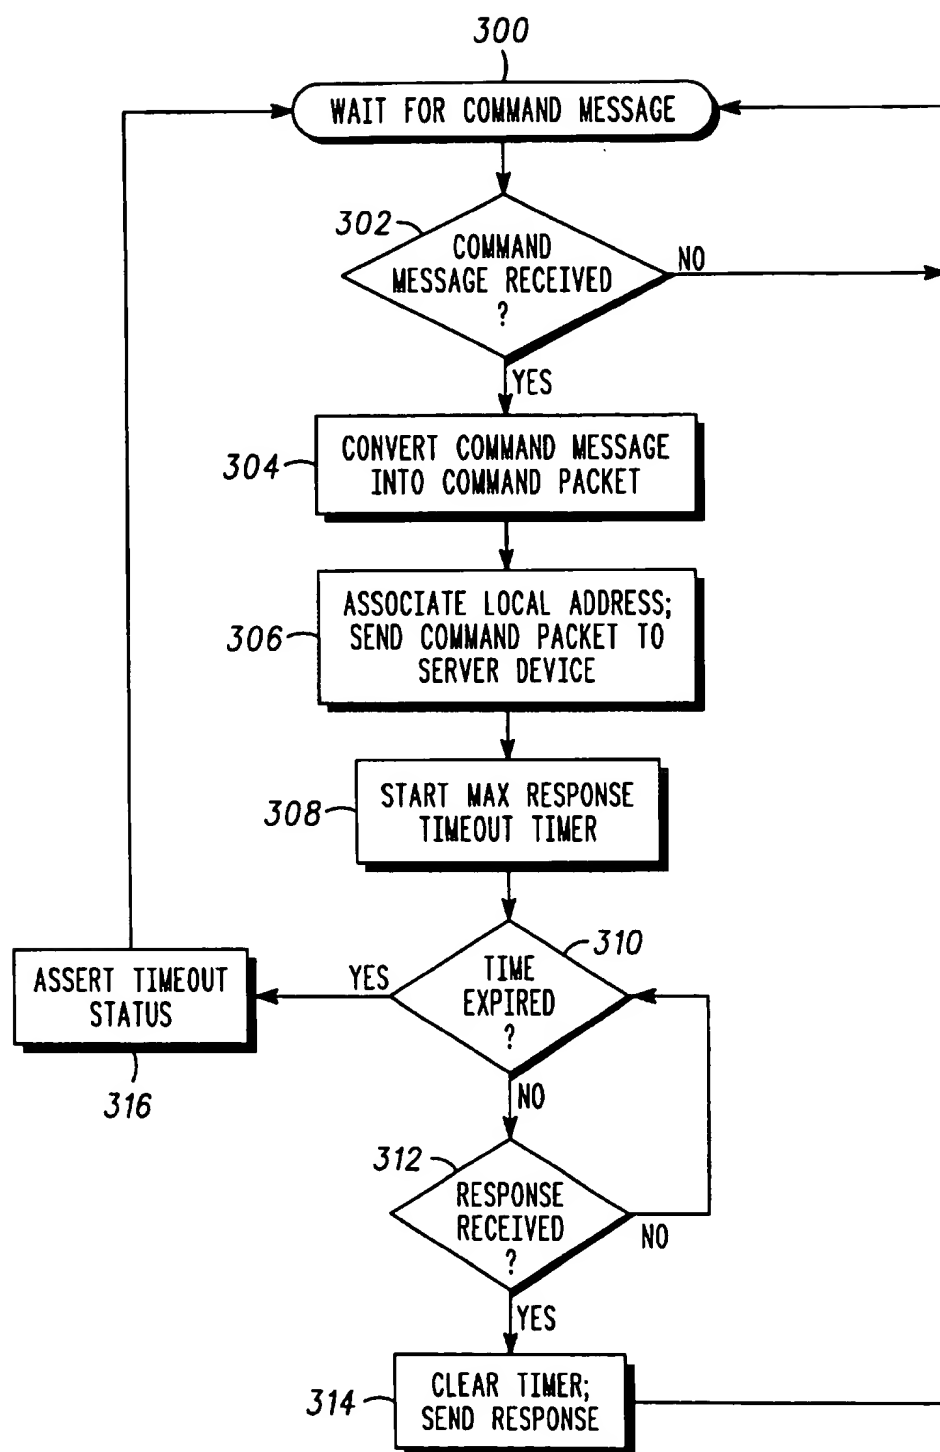 300
WAIT FOR COMMAND MESSAGE
302
COMMAND
MESSAGE RECEIVED
?
NO
YES
304
CONVERT COMMAND MESSAGE
INTO COMMAND PACKET
306
ASSOCIATE LOCAL ADDRESS;
SEND COMMAND PACKET TO
SERVER DEVICE
308
START MAX RESPONSE
TIMEOUT TIMER
310
TIME
EXPIRED
?
YES
ASSERT TIMEOUT
STATUS
316
NO
312
RESPONSE
RECEIVED
?
NO
YES
314
CLEAR TIMER;
SEND RESPONSE